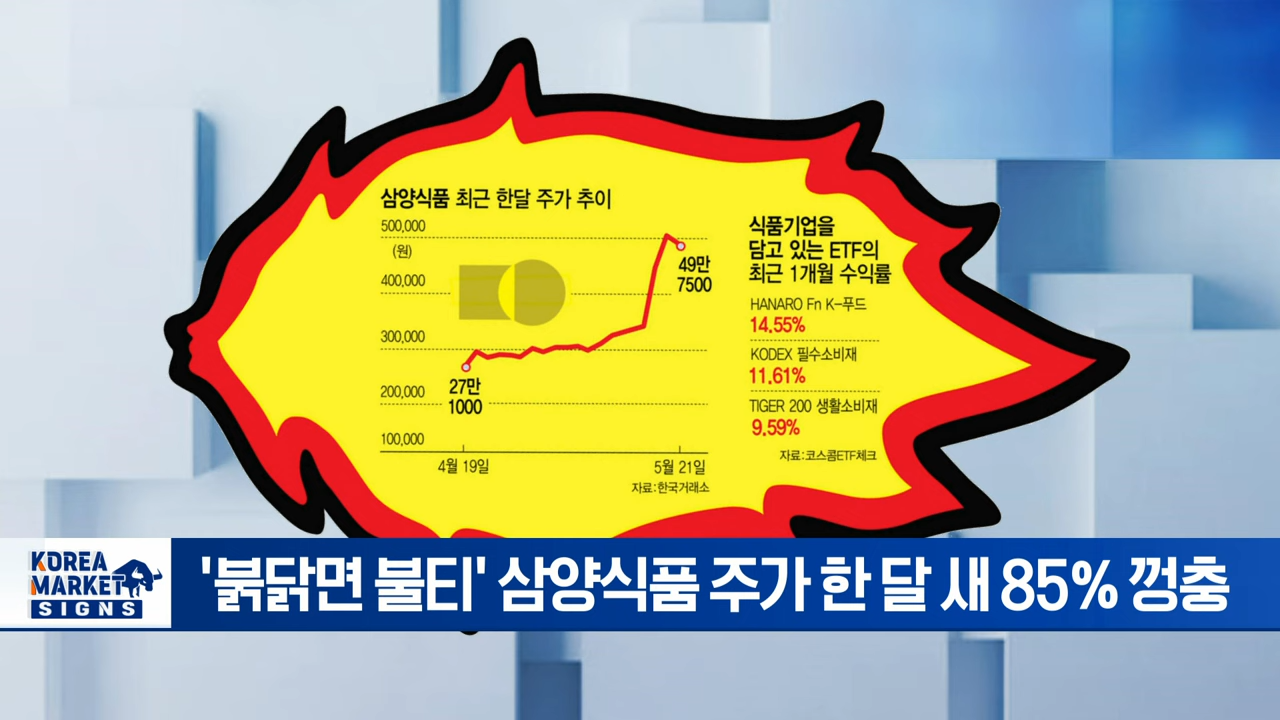 삼양식품 최근 한달 주가 추이
500,000
(원)
400,000
300,000
200,000
100,000
27만
1000
49만
7500
4월 19일
5월 21일
자료:한국거래소
식품기업을
담고 있는 ETF의
최근 1개월 수익률
HANARO Fn K-푸드
14.55%
KODEX 필수소비재
11.61%
TIGER 200 생활소비재
9.59%
자료:코스콤ETF체크
KOREA
MARKET
SIGNS
'붉닭면 불티' 삼양식품 주가 한 달 새 85% 껑충